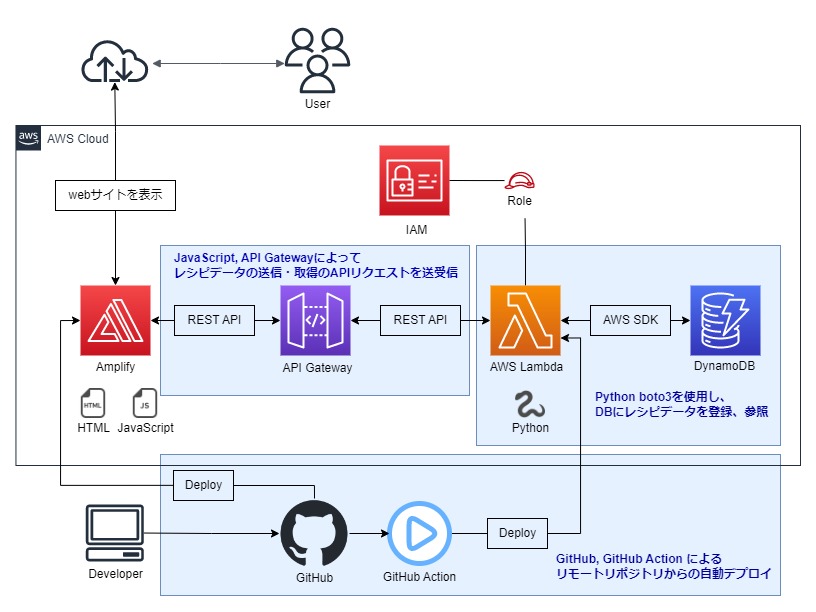 User
aws
AWS Cloud
webサイトを表示
IAM
Role
JavaScript, API Gatewayによって
レシピデータの送信・取得のAPIリクエストを送受信
REST API
REST API
AWS SDK
Amplify
API Gateway
AWS Lambda
DynamoDB
HTML
JS
HTML
JavaScript
Python
Python boto3を使用し、
DBにレシピデータを登録、参照
Deploy
Deploy
Developer
GitHub
GitHub Action
GitHub, GitHub Action による
リモートリポジトリからの自動デプロイ